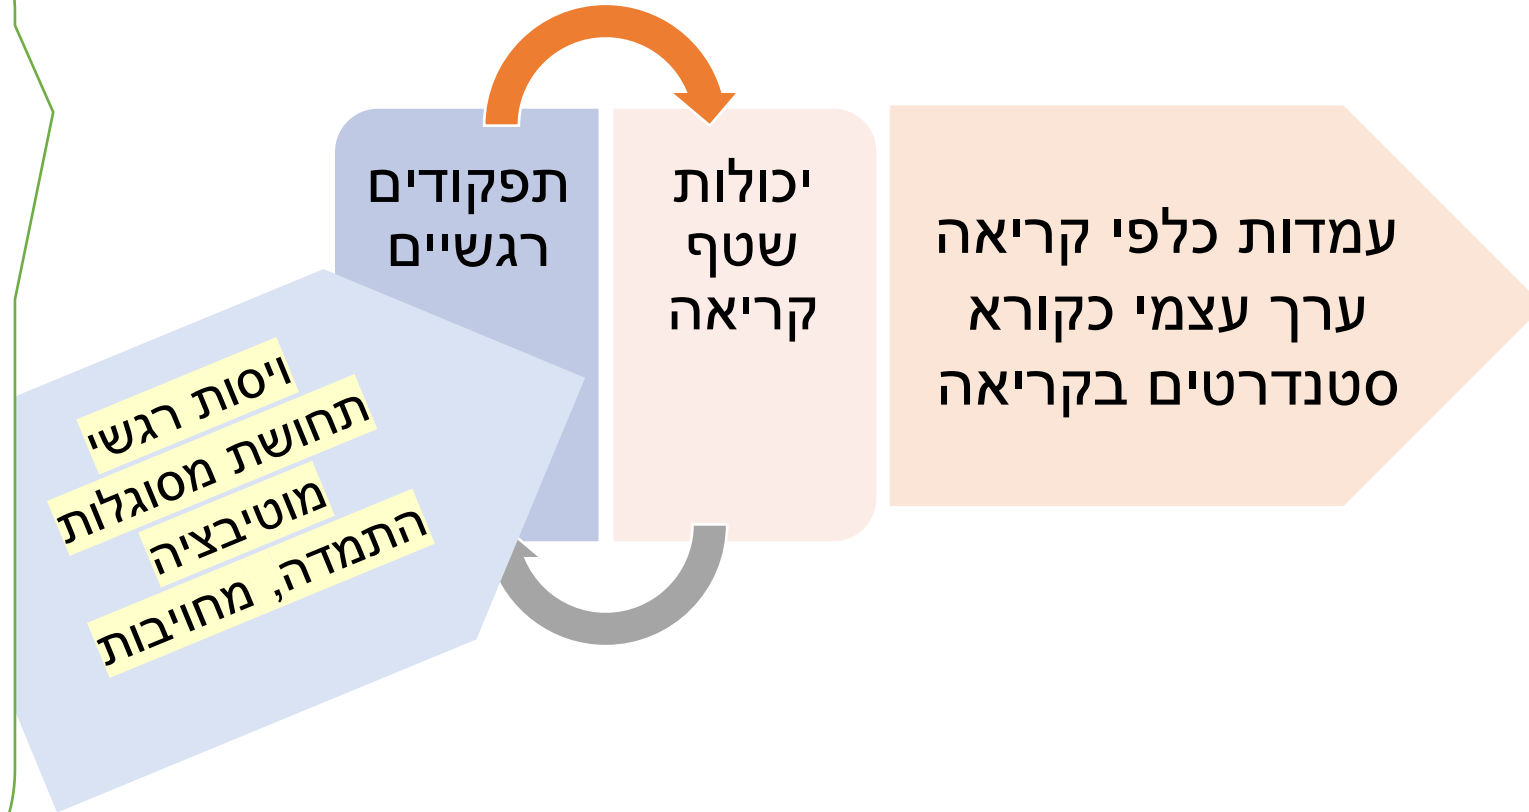 תפקודים
רגשיים
יכולות
שטף
קריאה
עמדות כלפי קריאה
ערך עצמי כקורא
סטנדרטים בקריאה
ויסות רגשי
תחושת מסוגלות
מוטיבציה
התמדה, מחויבות